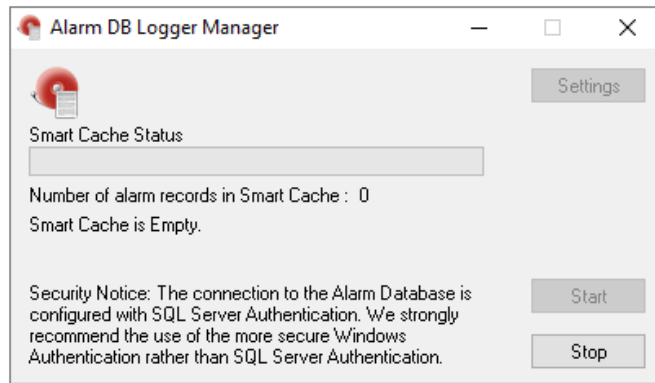 Alarm DB Logger Manager
Settings
Smart Cache Status
Number of alarm records in Smart Cache : 0
Smart Cache is Empty.
Security Notice: The connection to the Alarm Database is
configured with SQL Server Authentication. We strongly
recommend the use of the more secure Windows
Authentication rather than SQL Server Authentication.
Start
Stop